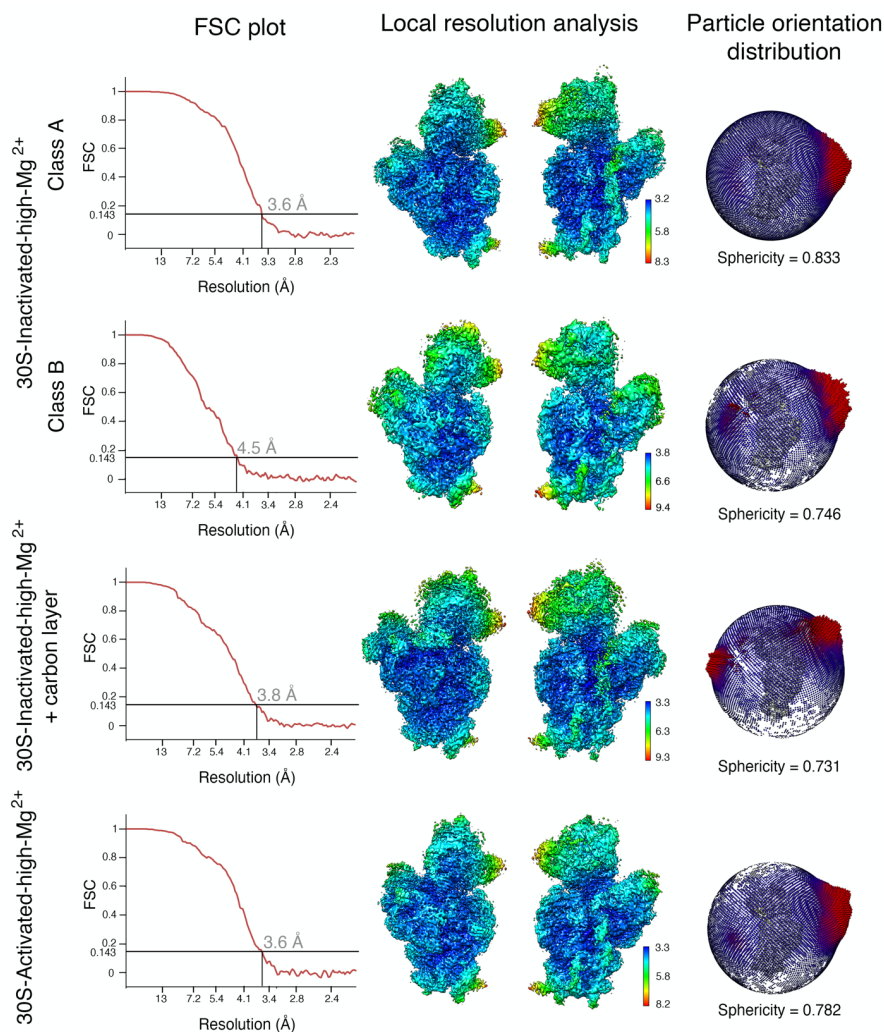 FSC plot
Local resolution analysis
Particle orientation
distribution
30S-Inactivated-high-Mg²⁺
Class A
FSC
1
0.8
0.6
0.4
0.2
0.143
0
3.6 Å
13 7.2 5.4 4.1 3.3 2.8 2.3
Resolution (Å)
3.2
5.8
8.3
Sphericity = 0.833
Class B
FSC
1
0.8
0.6
0.4
0.2
0.143
0
4.5 Å
13 7.2 5.4 4.1 3.4 2.8 2.4
Resolution (Å)
3.8
6.6
9.4
Sphericity = 0.746
30S-Inactivated-high-Mg²⁺
+ carbon layer
FSC
1
0.8
0.6
0.4
0.2
0.143
0
3.8 Å
13 7.2 5.4 4.1 3.4 2.8 2.4
Resolution (Å)
3.3
6.3
9.3
Sphericity = 0.731
30S-Activated-high-Mg²⁺
FSC
1
0.8
0.6
0.4
0.2
0.143
0
3.6 Å
13 7.2 5.4 4.1 3.4 2.8 2.4
Resolution (Å)
3.3
5.8
8.2
Sphericity = 0.782